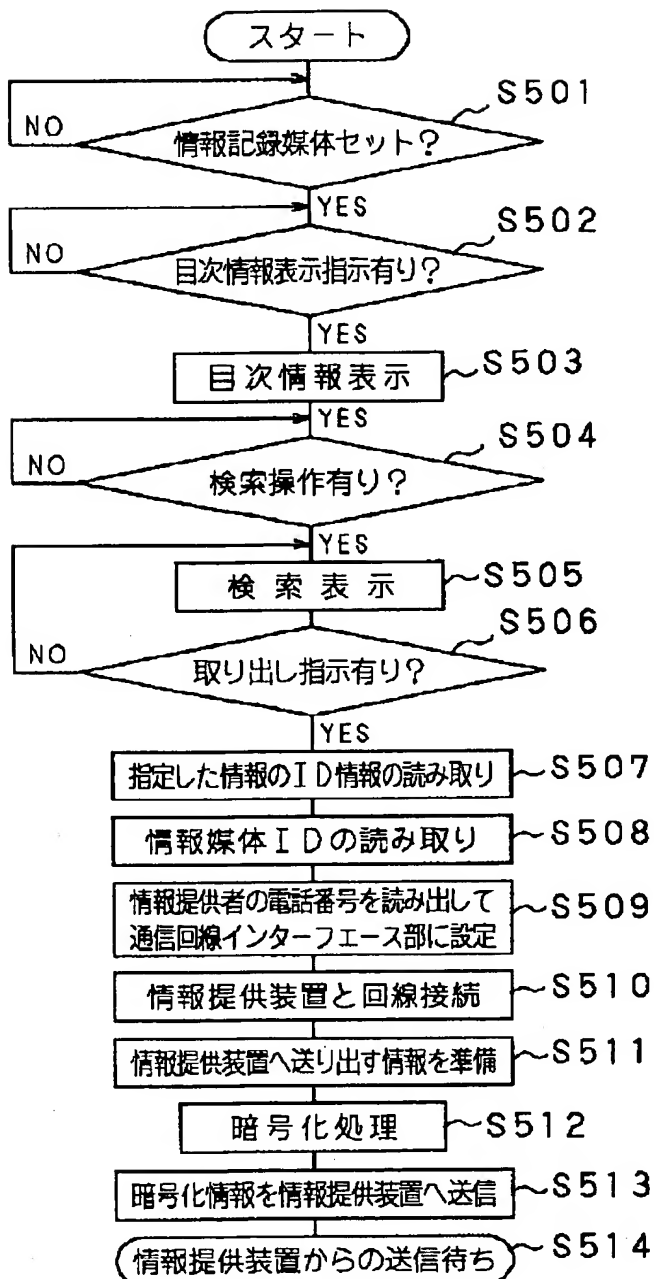 スタート
S501
NO
情報記録媒体セット?
YES
S502
NO
目次情報表示指示有り?
YES
目次情報表示
S503
YES
S504
NO
検索操作有り?
YES
検索表示
S505
S506
NO
取り出し指示有り?
YES
指定した情報のID情報の読み取り
S507
情報媒体IDの読み取り
S508
情報提供者の電話番号を読み出して
通信回線インターフェース部に設定
S509
情報提供装置と回線接続
S510
情報提供装置へ送り出す情報を準備
S511
暗号化処理
S512
暗号化情報を情報提供装置へ送信
S513
情報提供装置からの送信待ち
S514